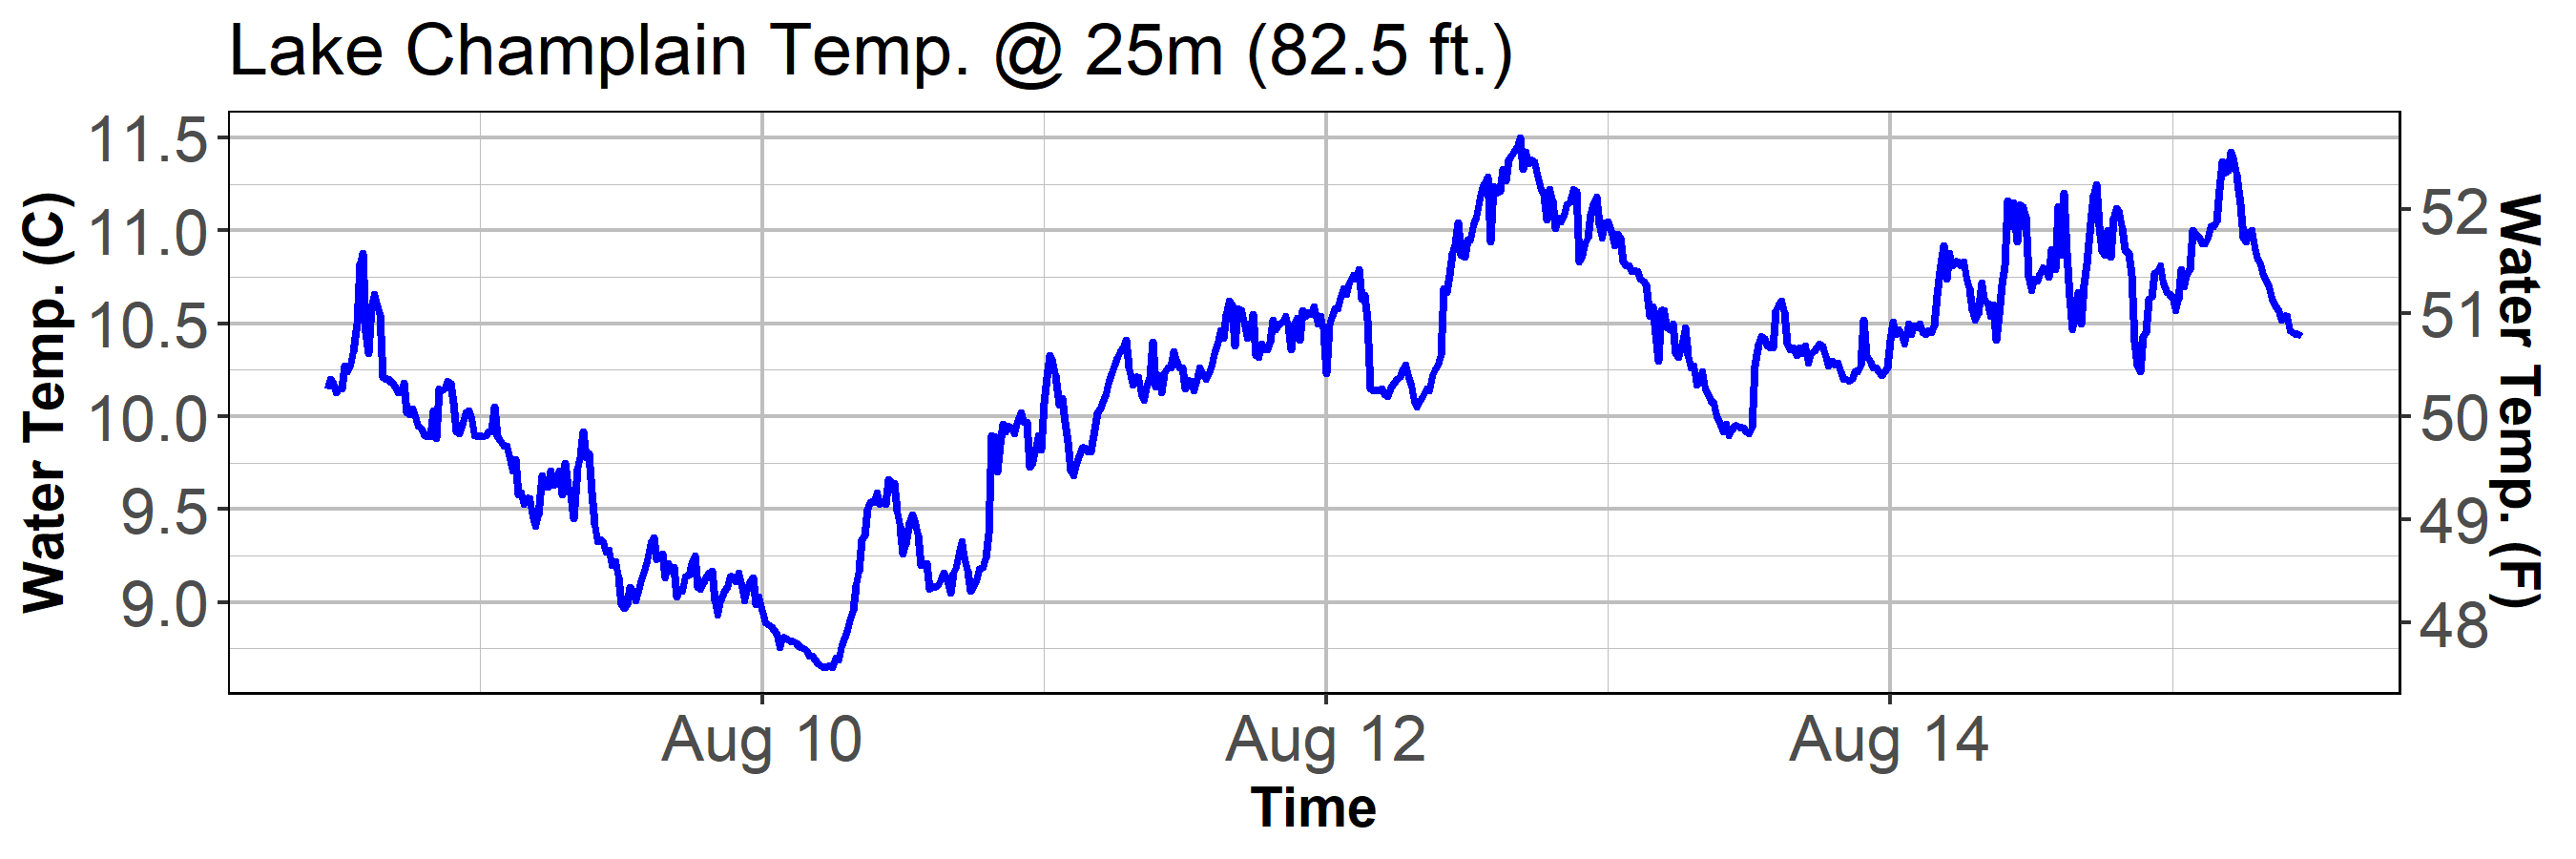 Lake Champlain Temp. @ 25m (82.5 ft.)
Water Temp. (C)
11.5
11.0
10.5
10.0
9.5
9.0
52
51
50
49
48
Water Temp. (F)
Aug 10 Aug 12 Aug 14
Time